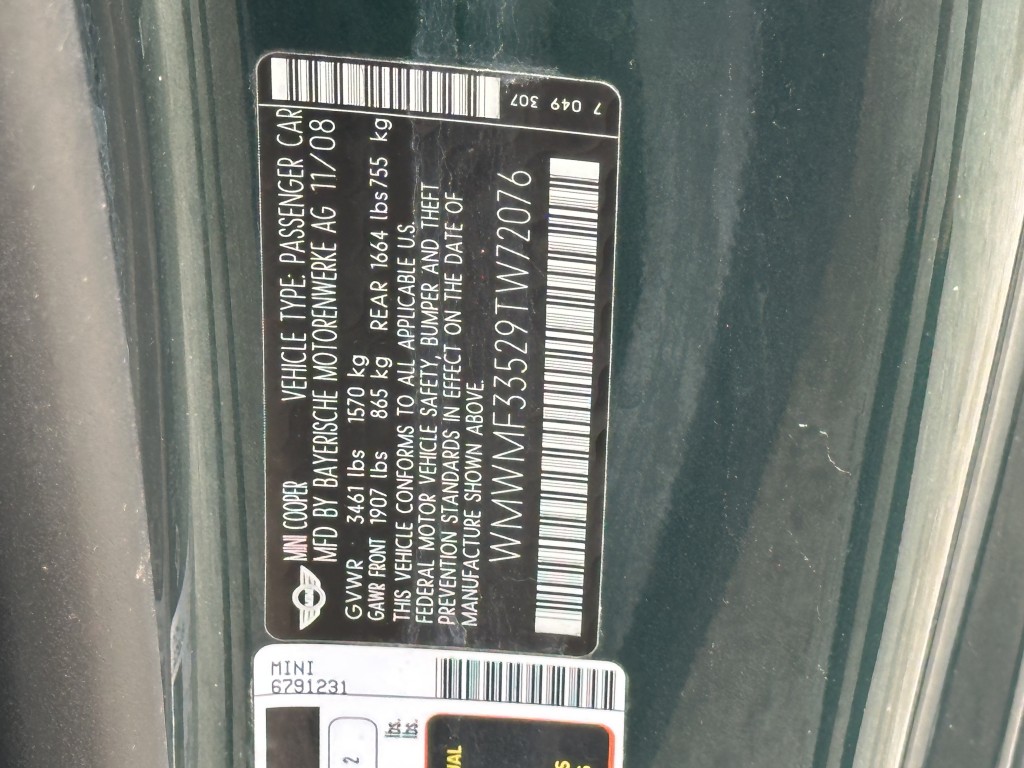 MINI COOPER VEHICLE TYPE: PASSENGER CAR
MFD BY BAYERISCHE MOTORENWERKE AG 11/08
GVWR 3461 lbs 1570 kg
GAWR FRONT 1907 lbs 865 kg REAR 1664 lbs 755 kg
THIS VEHICLE CONFORMS TO ALL APPLICABLE U.S.
FEDERAL MOTOR VEHICLE SAFETY, BUMPER AND THEFT
PREVENTION STANDARDS IN EFFECT ON THE DATE OF
MANUFACTURE SHOWN ABOVE.
WMWMF33529TW72076
7 049 307
MINI
6791231
2
lbs.
lbs.